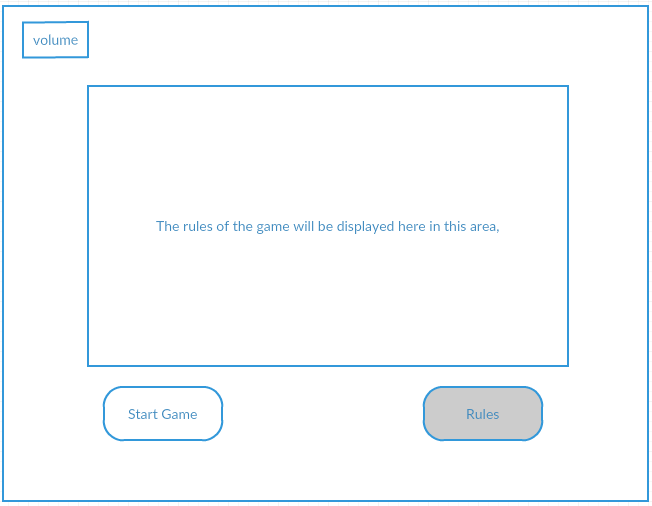 volume
The rules of the game will be displayed here in this area,
Start Game
Rules